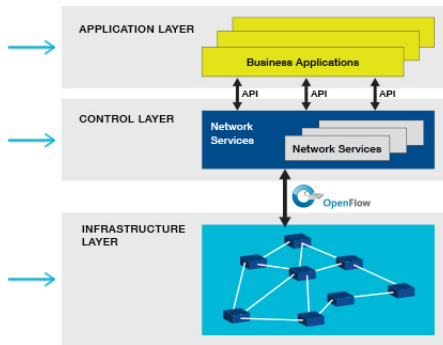 APPLICATION LAYER
Business Applications
API
API
API
CONTROL LAYER
Network
Services
Network Services
OpenFlow
INFRASTRUCTURE
LAYER